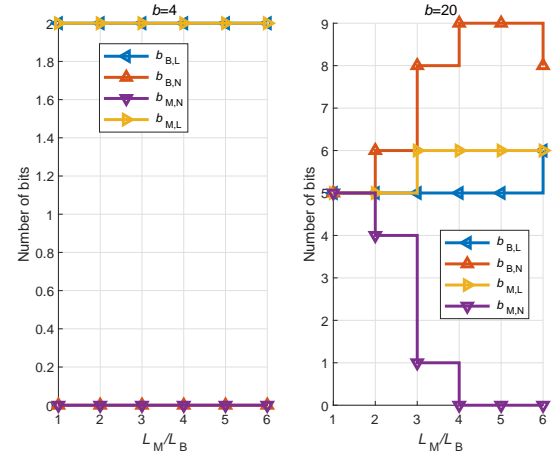 b=4
Number of bits
2
1.8
1.6
1.4
1.2
1
0.8
0.6
0.4
0.2
0
b_B,L
b_B,N
b_M,N
b_M,L
1 2 3 4 5 6
L_M/L_B
b=20
Number of bits
9
8
7
6
5
4
3
2
1
0
b_B,L
b_B,N
b_M,L
b_M,N
1 2 3 4 5 6
L_M/L_B